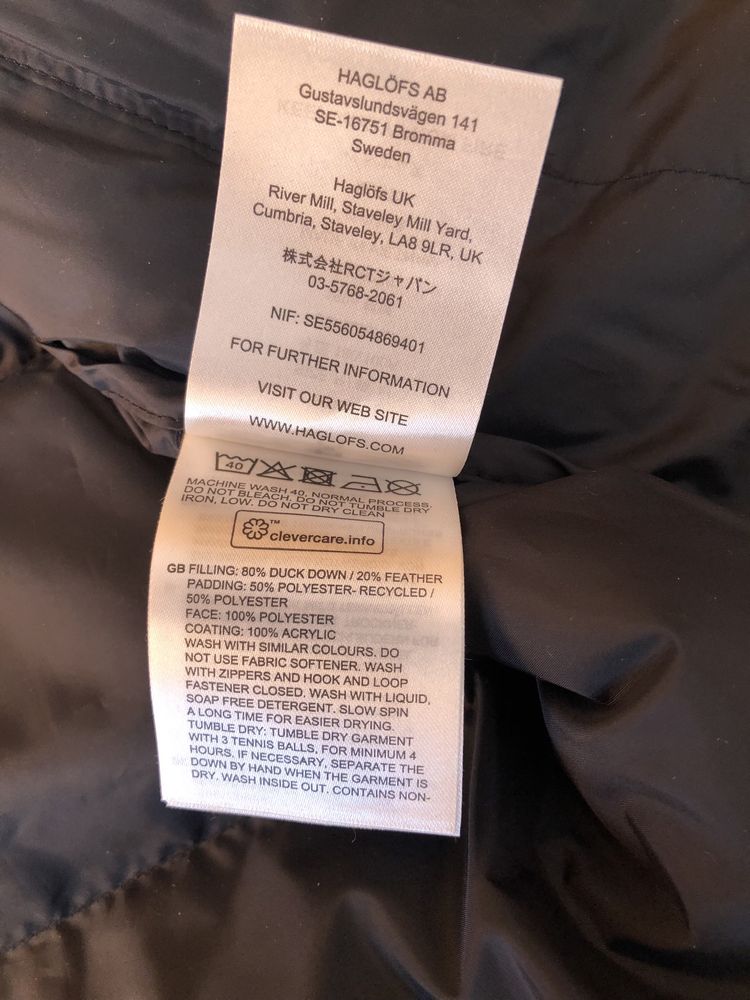 HAGLÖFS AB
Gustavslundsvägen 141
SE-16751 Bromma
Sweden
Haglöfs UK
River Mill, Staveley Mill Yard,
Cumbria, Staveley, LA8 9LR, UK
株式会社RCTジャパン
03-5768-2061
NIF: SE556054869401
FOR FURTHER INFORMATION
VISIT OUR WEB SITE
WWW.HAGLOFS.COM
40
MACHINE WASH 40, NORMAL PROCESS.
DO NOT BLEACH. DO NOT TUMBLE DRY
IRON, LOW. DO NOT DRY CLEAN
™ clevercare.info
GB FILLING: 80% DUCK DOWN / 20% FEATHER
PADDING: 50% POLYESTER- RECYCLED /
50% POLYESTER
FACE: 100% POLYESTER
COATING: 100% ACRYLIC
WASH WITH SIMILAR COLOURS. DO
NOT USE FABRIC SOFTENER. WASH
WITH ZIPPERS AND HOOK AND LOOP
FASTENER CLOSED. WASH WITH LIQUID,
SOAP FREE DETERGENT. SLOW SPIN
A LONG TIME FOR EASIER DRYING.
TUMBLE DRY: TUMBLE DRY GARMENT
WITH 3 TENNIS BALLS, FOR MINIMUM 4
HOURS. IF NECESSARY, SEPARATE THE
DOWN BY HAND WHEN THE GARMENT IS
DRY. WASH INSIDE OUT. CONTAINS NON-